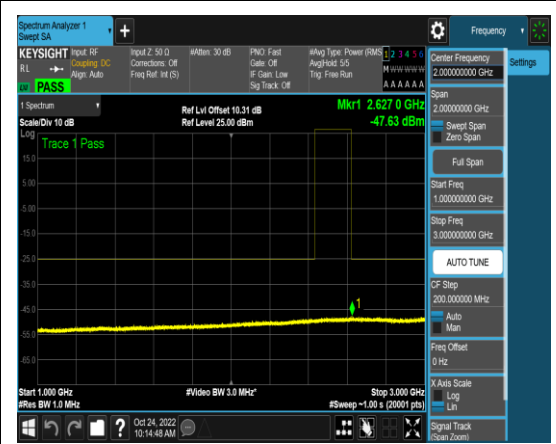 Spectrum Analyzer 1
Swept SA
+
Frequency
KEYSIGHT
RL
Input: RF
Coupling: DC
Align: Auto
Input Z: 50 Ω
Corrections: Off
Freq Ref: Int (S)
#Atten: 30 dB
PNO: Fast
Gate: Off
IF Gain: Low
Sig Track: Off
#Avg Type: Power (RMS
Avg|Hold: 5/5
Trig: Free Run
1 2 3 4 5 6
M W W W W W
A A A A A A
PASS
1 Spectrum
Scale/Div 10 dB
Ref Lvl Offset 10.31 dB
Ref Level 25.00 dBm
Mkr1 2.627 0 GHz
-47.63 dBm
Log
Trace 1 Pass
15.0
5.00
-5.00
-15.0
-25.0
-35.0
-45.0
-55.0
-65.0
1
Start 1.000 GHz
#Res BW 1.0 MHz
#Video BW 3.0 MHz*
Stop 3.000 GHz
#Sweep ~1.00 s (20001 pts)
Center Frequency
2.000000000 GHz
Settings
Span
2.00000000 GHz
Swept Span
Zero Span
Full Span
Start Freq
1.000000000 GHz
Stop Freq
3.000000000 GHz
AUTO TUNE
CF Step
200.000000 MHz
Auto
Man
Freq Offset
0 Hz
X Axis Scale
Log
Lin
Signal Track
(Span Zoom)
?
Oct 24, 2022
10:14:48 AM